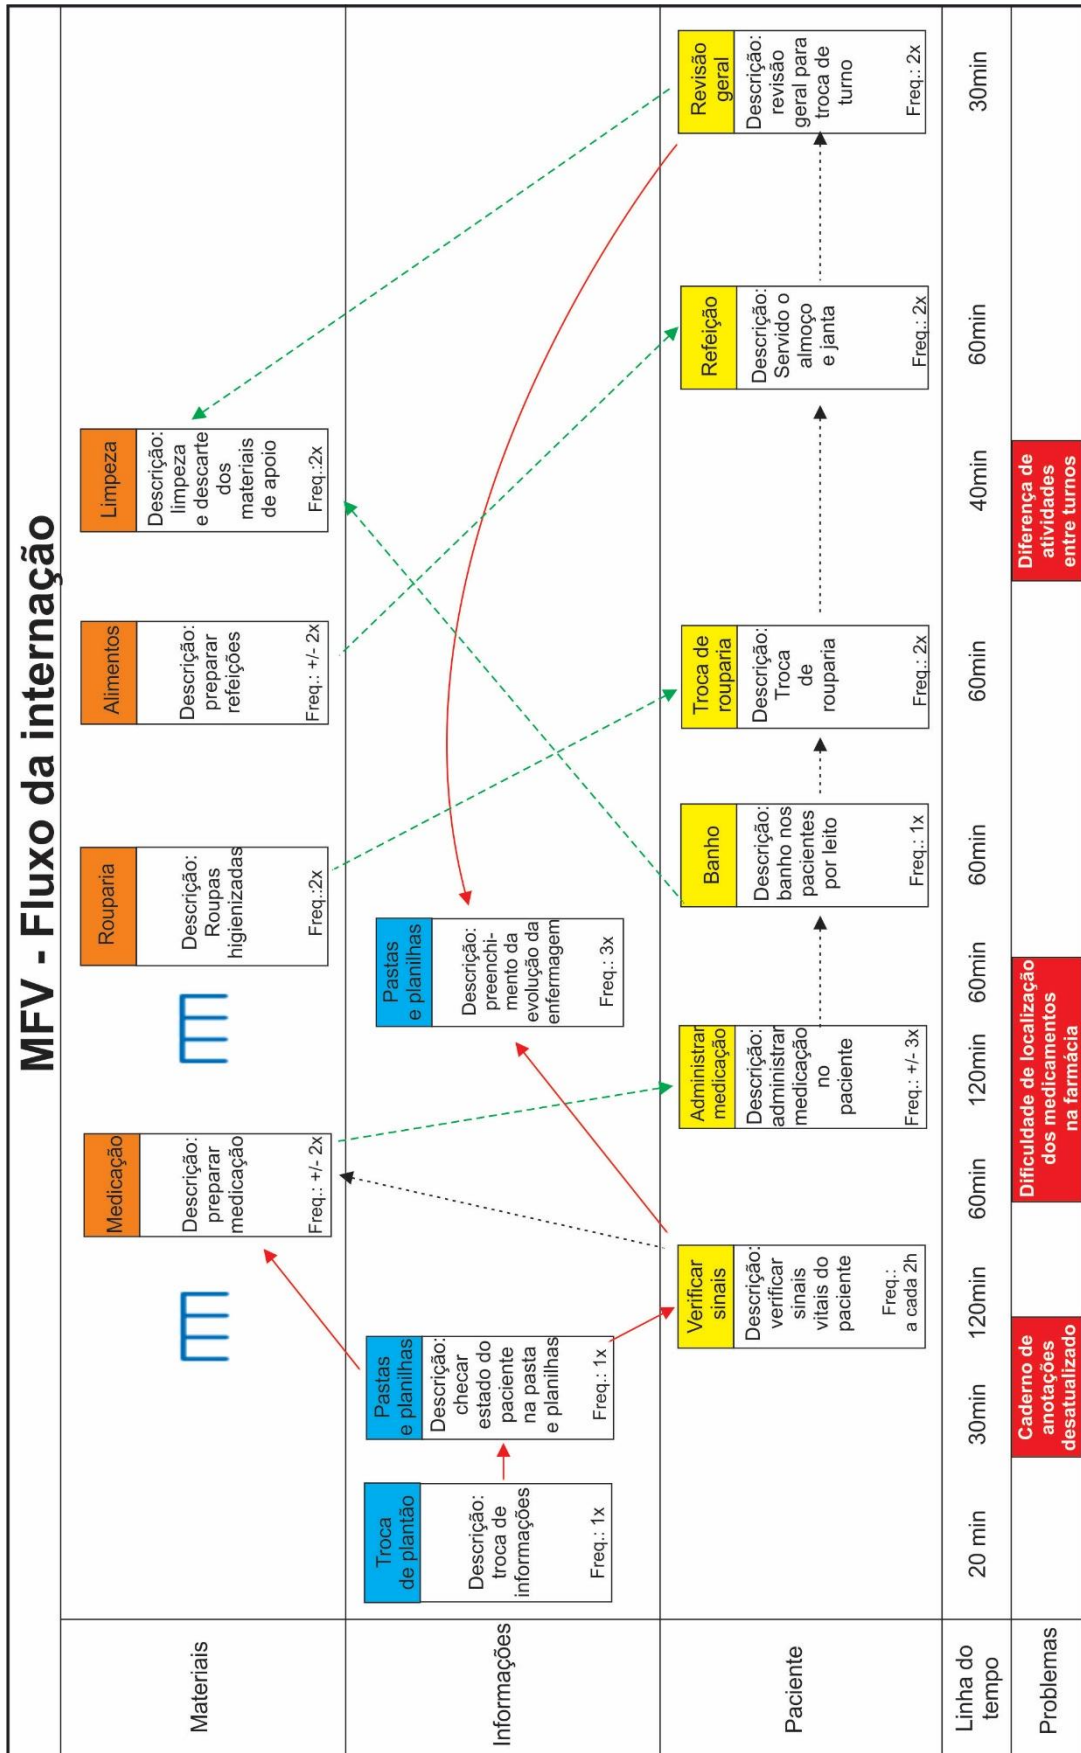 MFV - Fluxo da internação
Materiais
Medicação
Descrição:
preparar
medicação
Freq.: +/- 2x
Rouparia
Descrição:
Roupas
higienizadas
Freq.:2x
Alimentos
Descrição:
preparar
refeições
Freq.: +/- 2x
Limpeza
Descrição:
limpeza
e descarte
dos
materiais
de apoio
Freq.:2x
Informações
Troca
de plantão
Descrição:
troca de
informações
Freq.: 1x
Pastas
e planilhas
Descrição:
checar
estado do
paciente
na pasta
e planilhas
Freq.: 1x
Pastas
e planilhas
Descrição:
preenchi-
mento da
evolução da
enfermagem
Freq.: 3x
Paciente
Verificar
sinais
Descrição:
verificar
sinais
vitais do
paciente
Freq.:
a cada 2h
Administrar
medicação
Descrição:
administrar
medicação
no
paciente
Freq.: +/- 3x
Banho
Descrição:
banho nos
pacientes
por leito
Freq.: 1x
Troca de
rouparia
Descrição:
Troca
de
rouparia
Freq.: 2x
Refeição
Descrição:
Servido o
almoço
e janta
Freq.: 2x
Revisão
geral
Descrição:
revisão
geral para
troca de
turno
Freq.: 2x
Linha do
tempo
20 min
30min
120min
60min
120min
60min
60min
60min
40min
60min
30min
Problemas
Caderno de
anotações
desatualizado
Dificuldade de localização
dos medicamentos
na farmácia
Diferença de
atividades
entre turnos